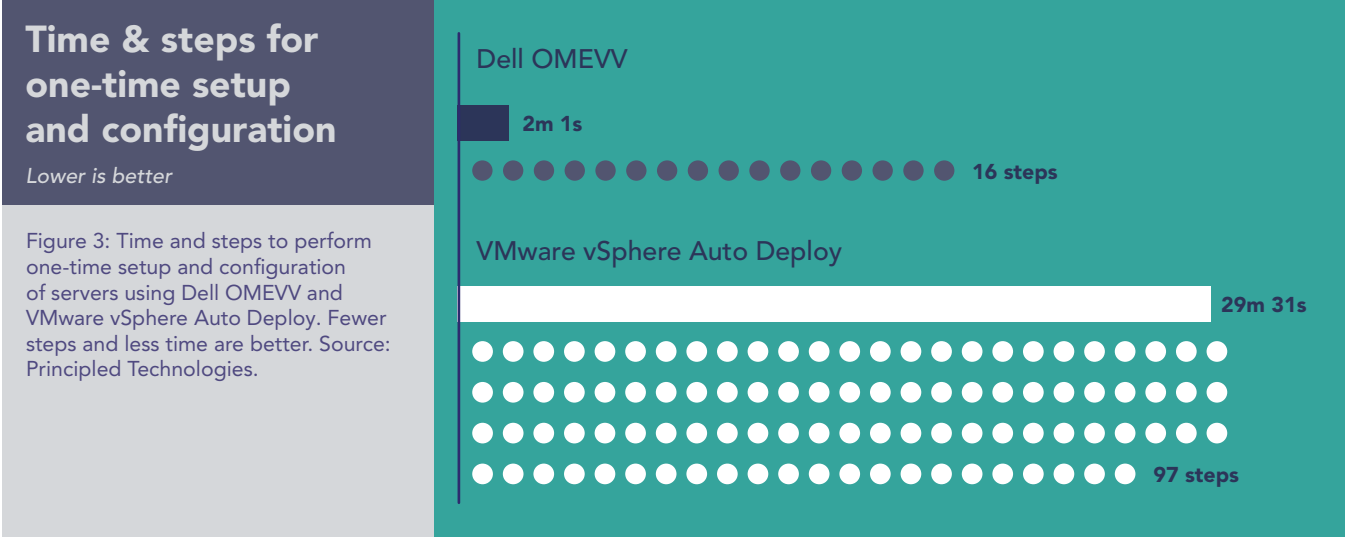 Time & steps for
one-time setup
and configuration
Lower is better
Figure 3: Time and steps to perform
one-time setup and configuration
of servers using Dell OMEVV and
VMware vSphere Auto Deploy. Fewer
steps and less time are better. Source:
Principled Technologies.
Dell OMEVV
2m 1s
16 steps
VMware vSphere Auto Deploy
29m 31s
97 steps